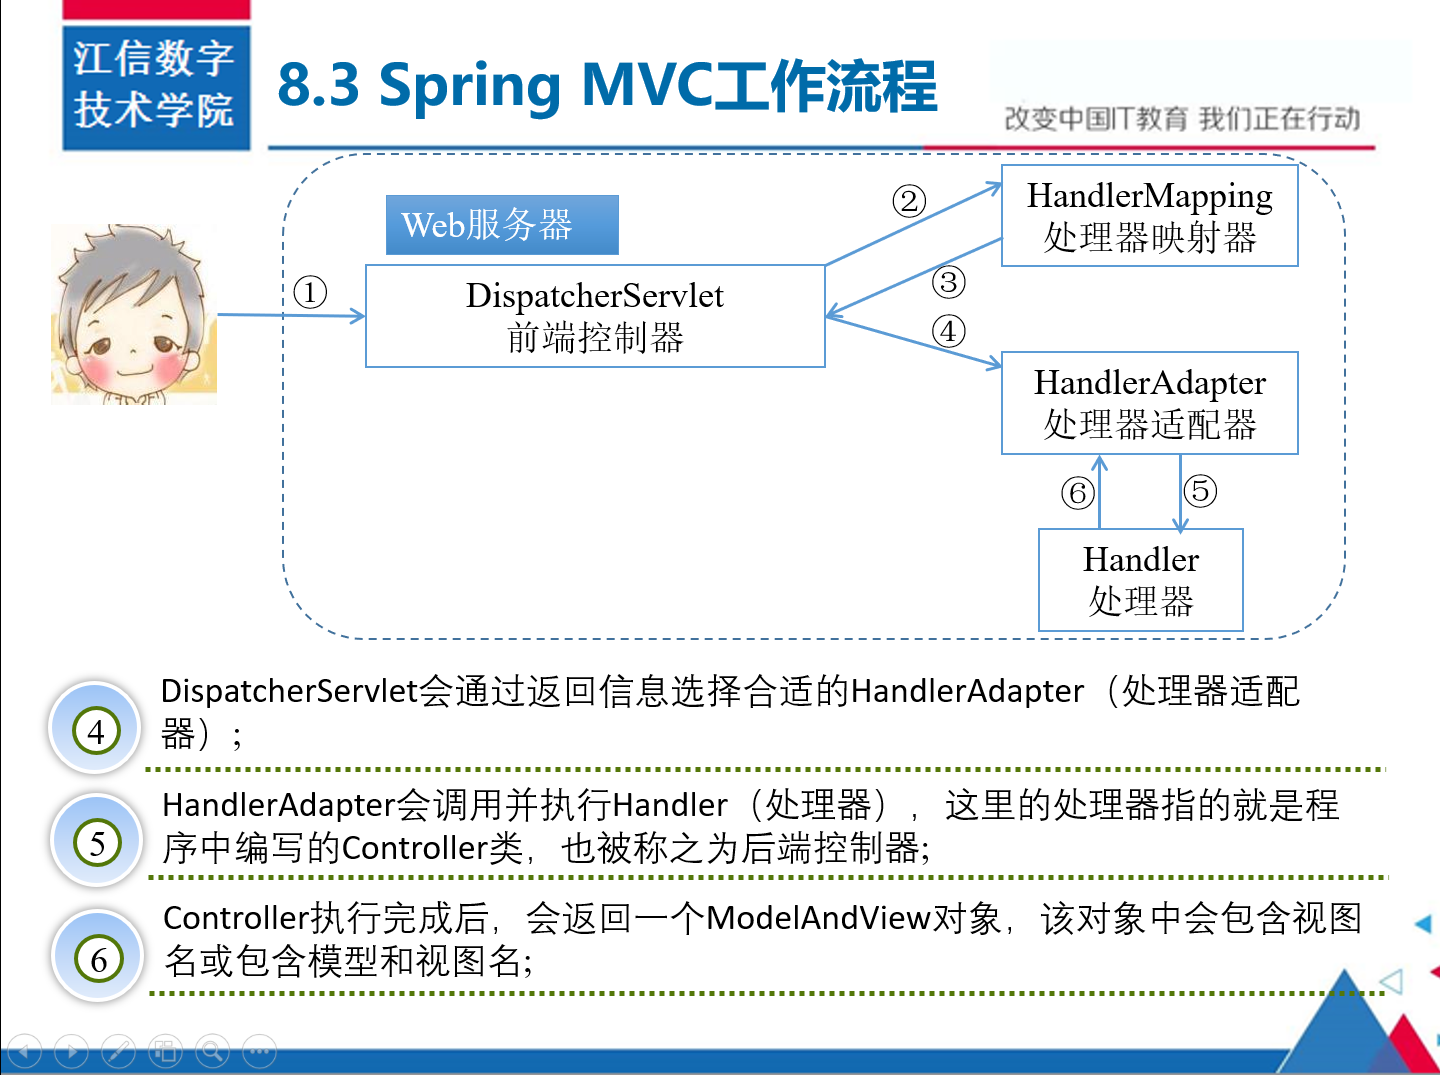 江信数字
技术学院
8.3 Spring MVC工作流程
改变中国IT教育 我们正在行动
Web服务器
①
DispatcherServlet
前端控制器
②
③
④
HandlerMapping
处理器映射器
HandlerAdapter
处理器适配器
⑥
⑤
Handler
处理器
4
DispatcherServlet会通过返回信息选择合适的HandlerAdapter（处理器适配
器）;
5
HandlerAdapter会调用并执行Handler（处理器），这里的处理器指的就是程
序中编写的Controller类，也被称之为后端控制器;
6
Controller执行完成后，会返回一个ModelAndView对象，该对象中会包含视图
名或包含模型和视图名;